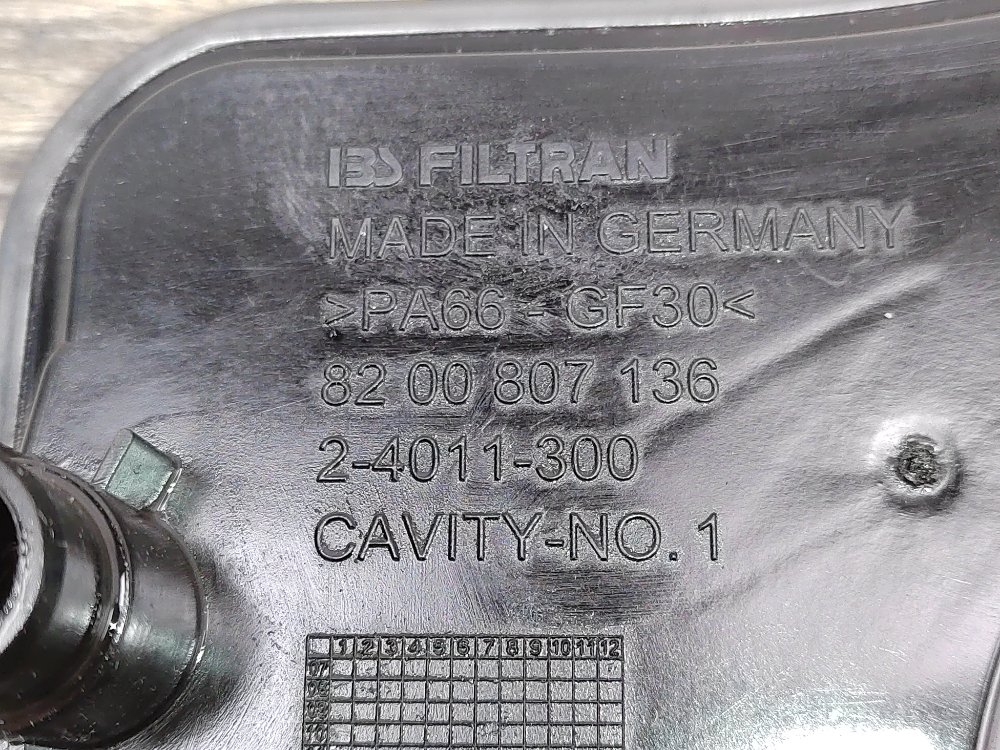 IBS FILTRAN
MADE IN GERMANY
>PA66 - GF30<
82 00 807 136
2-4011-300
CAVITY-NO. 1
1 2 3 4 5 6 7 8 9 10 11 12
07